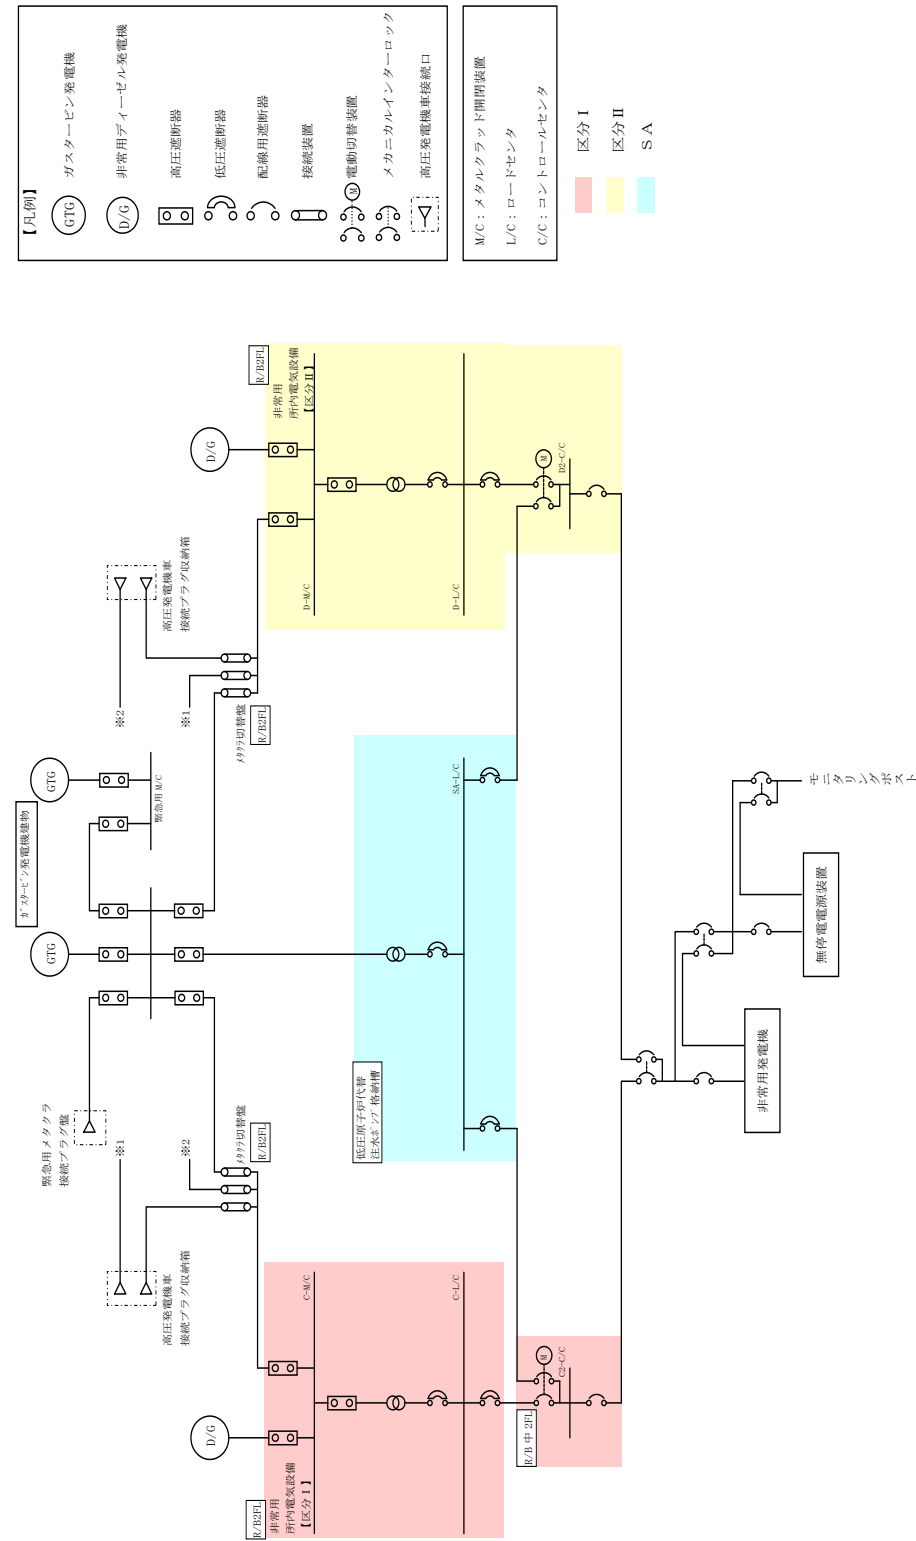 【凡例】
GTG
ガスタービン発電機
D/G
非常用ディーゼル発電機
高圧遮断器
低圧遮断器
配線用遮断器
接続装置
M
電動切替装置
メカニカルインターロック
高圧発電機車接続口
M/C：メタルクラッド開閉装置
L/C：ロードセンタ
C/C：コントロールセンタ
区分Ⅰ
区分Ⅱ
SA
ｶﾞｽﾀｰﾋﾞﾝ発電機建物
GTG
GTG
緊急用 M/C
緊急用メタクラ
接続プラグ盤
※1
※2
高圧発電機車
接続プラグ収納箱
ﾒﾀｸﾗ切替盤
R/B2FL
※2
※1
高圧発電機車
接続プラグ収納箱
ﾒﾀｸﾗ切替盤
R/B2FL
D/G
R/B2FL
非常用
所内電気設備
【区分Ⅰ】
C-M/C
C-L/C
R/B 中 2FL
M
C2-C/C
低圧原子炉代替
注水ﾎﾟﾝﾌﾟ格納槽
SA-L/C
D/G
R/B2FL
非常用
所内電気設備
【区分Ⅱ】
D-M/C
D-L/C
M
D2-C/C
非常用発電機
無停電電源装置
モニタリングポスト